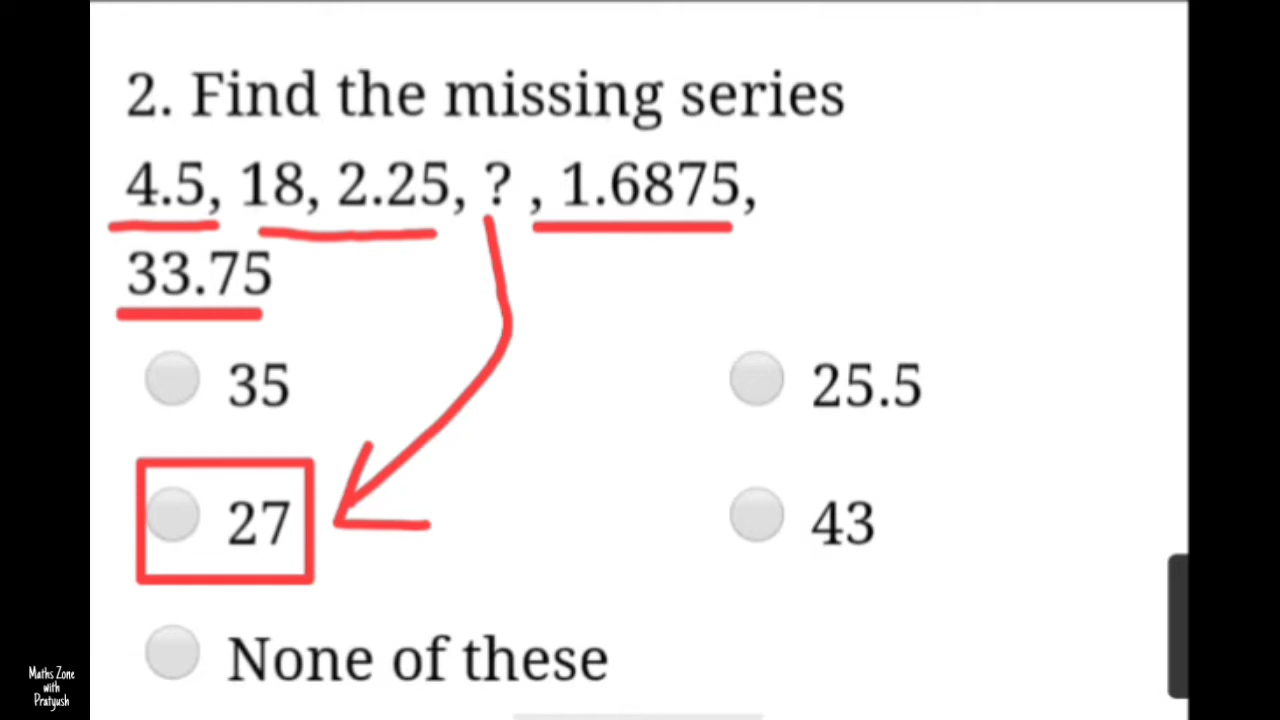 2. Find the missing series
4.5, 18, 2.25, ? , 1.6875,
33.75
35
25.5
27
43
None of these
Maths Zone
with
Pratyush